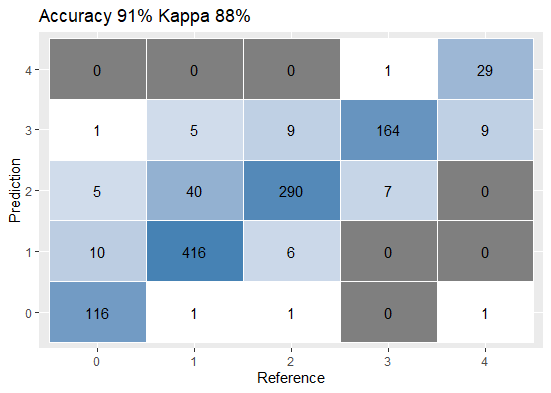 Accuracy 91% Kappa 88%
4 0 0 0 1 29
3 1 5 9 164 9
2 5 40 290 7 0
1 10 416 6 0 0
0 116 1 1 0 1
0 1 2 3 4
Reference
Prediction